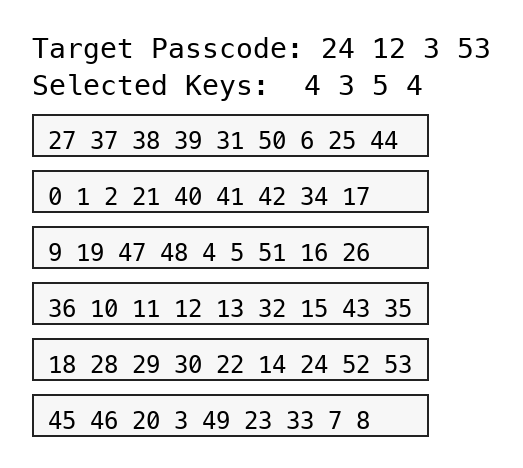 Target Passcode: 24 12 3 53
Selected Keys: 4 3 5 4
27 37 38 39 31 50 6 25 44
0 1 2 21 40 41 42 34 17
9 19 47 48 4 5 51 16 26
36 10 11 12 13 32 15 43 35
18 28 29 30 22 14 24 52 53
45 46 20 3 49 23 33 7 8